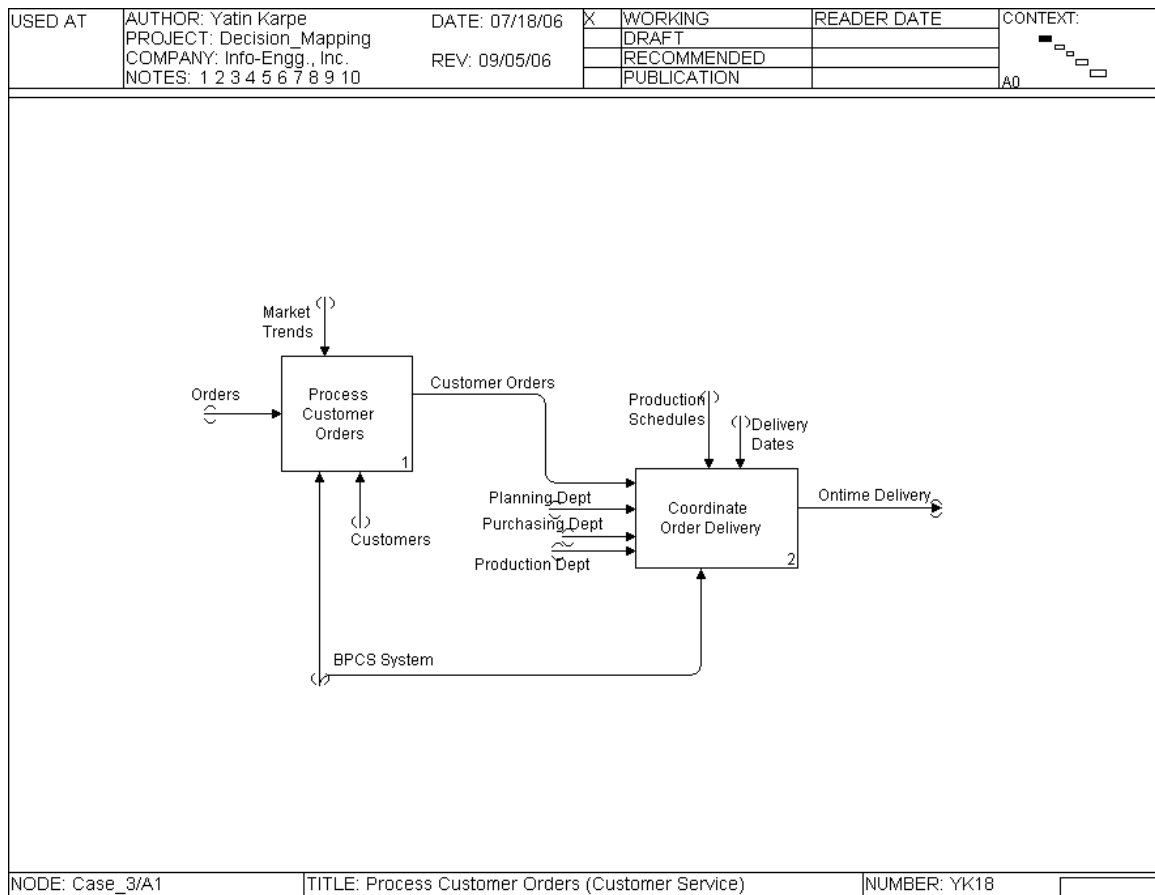 USED AT
AUTHOR: Yatin Karpe
PROJECT: Decision_Mapping
COMPANY: Info-Engg., Inc.
NOTES: 1 2 3 4 5 6 7 8 9 10
DATE: 07/18/06
REV: 09/05/06
X WORKING
DRAFT
RECOMMENDED
PUBLICATION
READER DATE
CONTEXT:
A0
Market
Trends
Orders
Process
Customer
Orders
1
Customer Orders
Customers
Production
Schedules
Delivery
Dates
Planning Dept
Purchasing Dept
Production Dept
Coordinate
Order Delivery
2
Ontime Delivery
BPCS System
NODE: Case_3/A1
TITLE: Process Customer Orders (Customer Service)
NUMBER: YK18